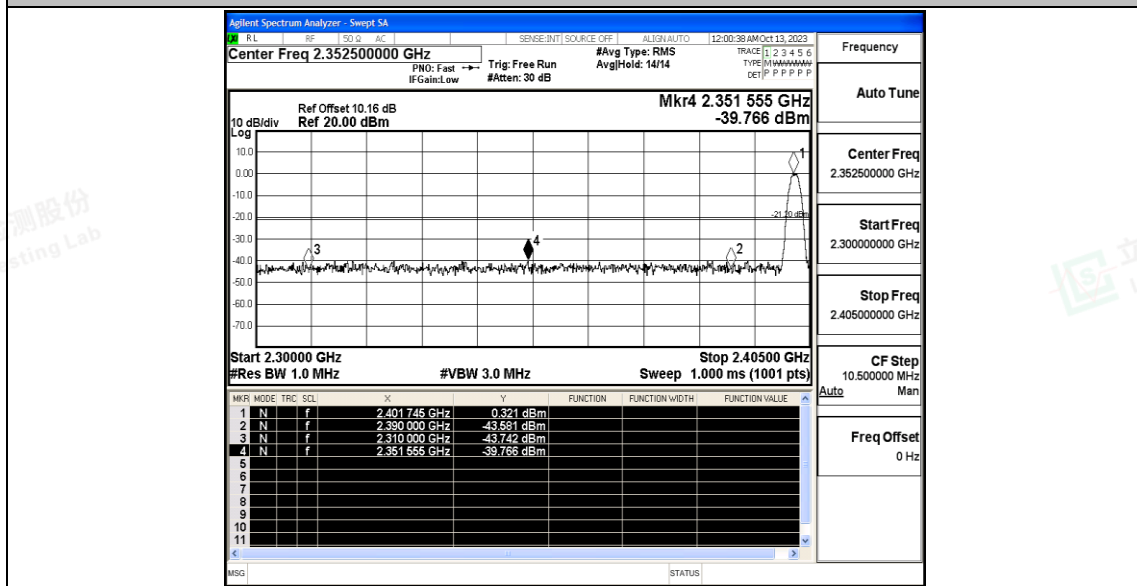 Agilent Spectrum Analyzer - Swept SA
RL RF 50 Ω AC SENSE:INT SOURCE OFF ALIGNAUTO 12:00:38 AM Oct 13, 2023
Center Freq 2.352500000 GHz
PNO: Fast
IFGain:Low
Trig: Free Run
#Atten: 30 dB
#Avg Type: RMS
Avg|Hold: 14/14
TRACE 1 2 3 4 5 6
TYPE M
DET P P P P P P
Mkr4 2.351 555 GHz
-39.766 dBm
Ref Offset 10.16 dB
10 dB/div Ref 20.00 dBm
Log
10.0
0.00
-10.0
-20.0
-30.0
-40.0
-50.0
-60.0
-70.0
1
-21.20 dBm
3
4
2
Start 2.30000 GHz Stop 2.40500 GHz
#Res BW 1.0 MHz #VBW 3.0 MHz Sweep 1.000 ms (1001 pts)
MKR MODE TRC SCL X Y FUNCTION FUNCTION WIDTH FUNCTION VALUE
1 N f 2.401 745 GHz 0.321 dBm
2 N f 2.390 000 GHz -43.581 dBm
3 N f 2.310 000 GHz -43.742 dBm
4 N f 2.351 555 GHz -39.766 dBm
5
6
7
8
9
10
11
MSG STATUS
Frequency
Auto Tune
Center Freq
2.352500000 GHz
Start Freq
2.300000000 GHz
Stop Freq
2.405000000 GHz
CF Step
10.500000 MHz
Auto Man
Freq Offset
0 Hz
测股份
esting Lab
立